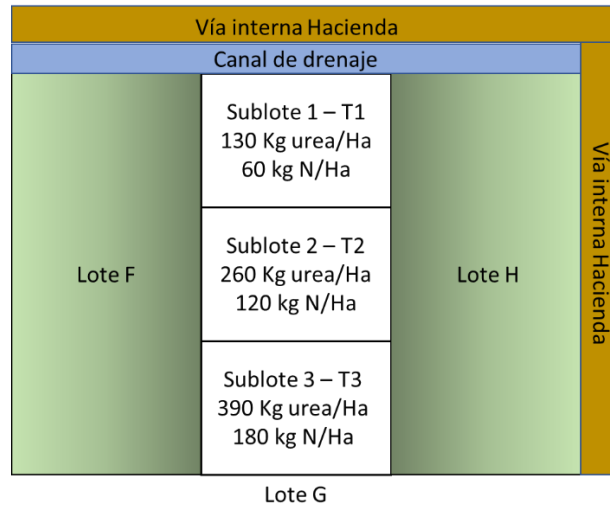 Vía interna Hacienda
Canal de drenaje
Sublote 1 – T1
130 Kg urea/Ha
60 kg N/Ha
Lote F
Sublote 2 – T2
260 Kg urea/Ha
120 kg N/Ha
Lote H
Vía interna Hacienda
Sublote 3 – T3
390 Kg urea/Ha
180 kg N/Ha
Lote G